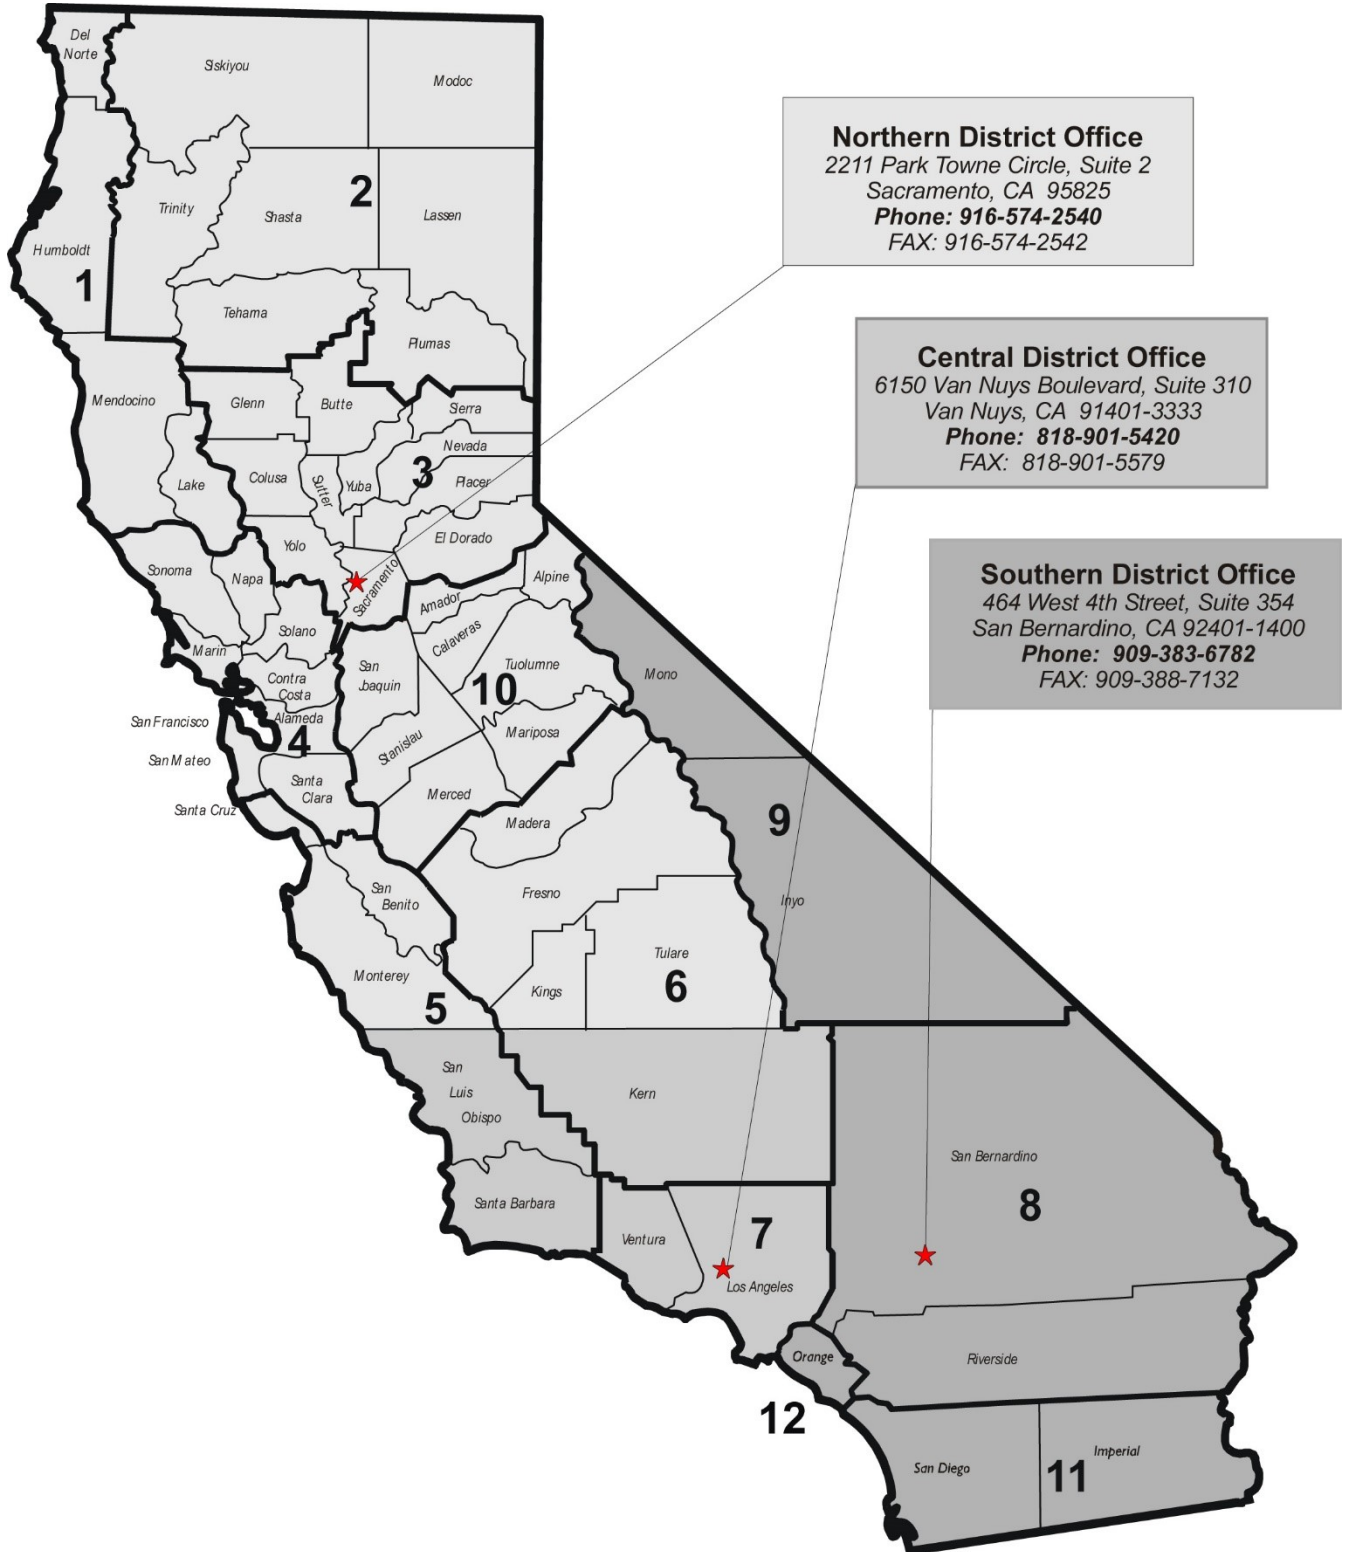 Del
Norte
Siskiyou
Modoc
Northern District Office
2211 Park Towne Circle, Suite 2
Sacramento, CA 95825
Phone: 916-574-2540
FAX: 916-574-2542
Trinity
2
Shasta
Lassen
Humboldt
1
Tehama
Plumas
Central District Office
6150 Van Nuys Boulevard, Suite 310
Van Nuys, CA 91401-3333
Phone: 818-901-5420
FAX: 818-901-5579
Mendocino
Glenn
Butte
Sierra
Nevada
3
Lake
Colusa
Sutter
Yuba
Placer
Yolo
El Dorado
Sonoma
Napa
Sacramento
Alpine
Amador
Southern District Office
464 West 4th Street, Suite 354
San Bernardino, CA 92401-1400
Phone: 909-383-6782
FAX: 909-388-7132
Solano
Calaveras
Marin
Contra
Costa
San
Joaquin
Tuolumne
10
Mono
San Francisco
Alameda
4
Stanislau
Mariposa
San Mateo
Santa
Clara
Merced
Santa Cruz
Madera
9
San
Benito
Fresno
Inyo
Monterey
5
Kings
Tulare
6
San
Luis
Obispo
Kern
San Bernardino
8
Santa Barbara
Ventura
7
Los Angeles
Orange
Riverside
12
San Diego
11
Imperial